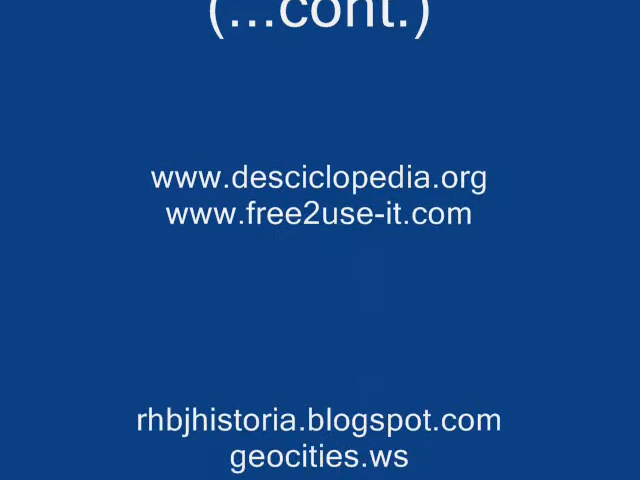 (...cont.)
www.desciclopedia.org
www.free2use-it.com
rhbjhistoria.blogspot.com
geocities.ws